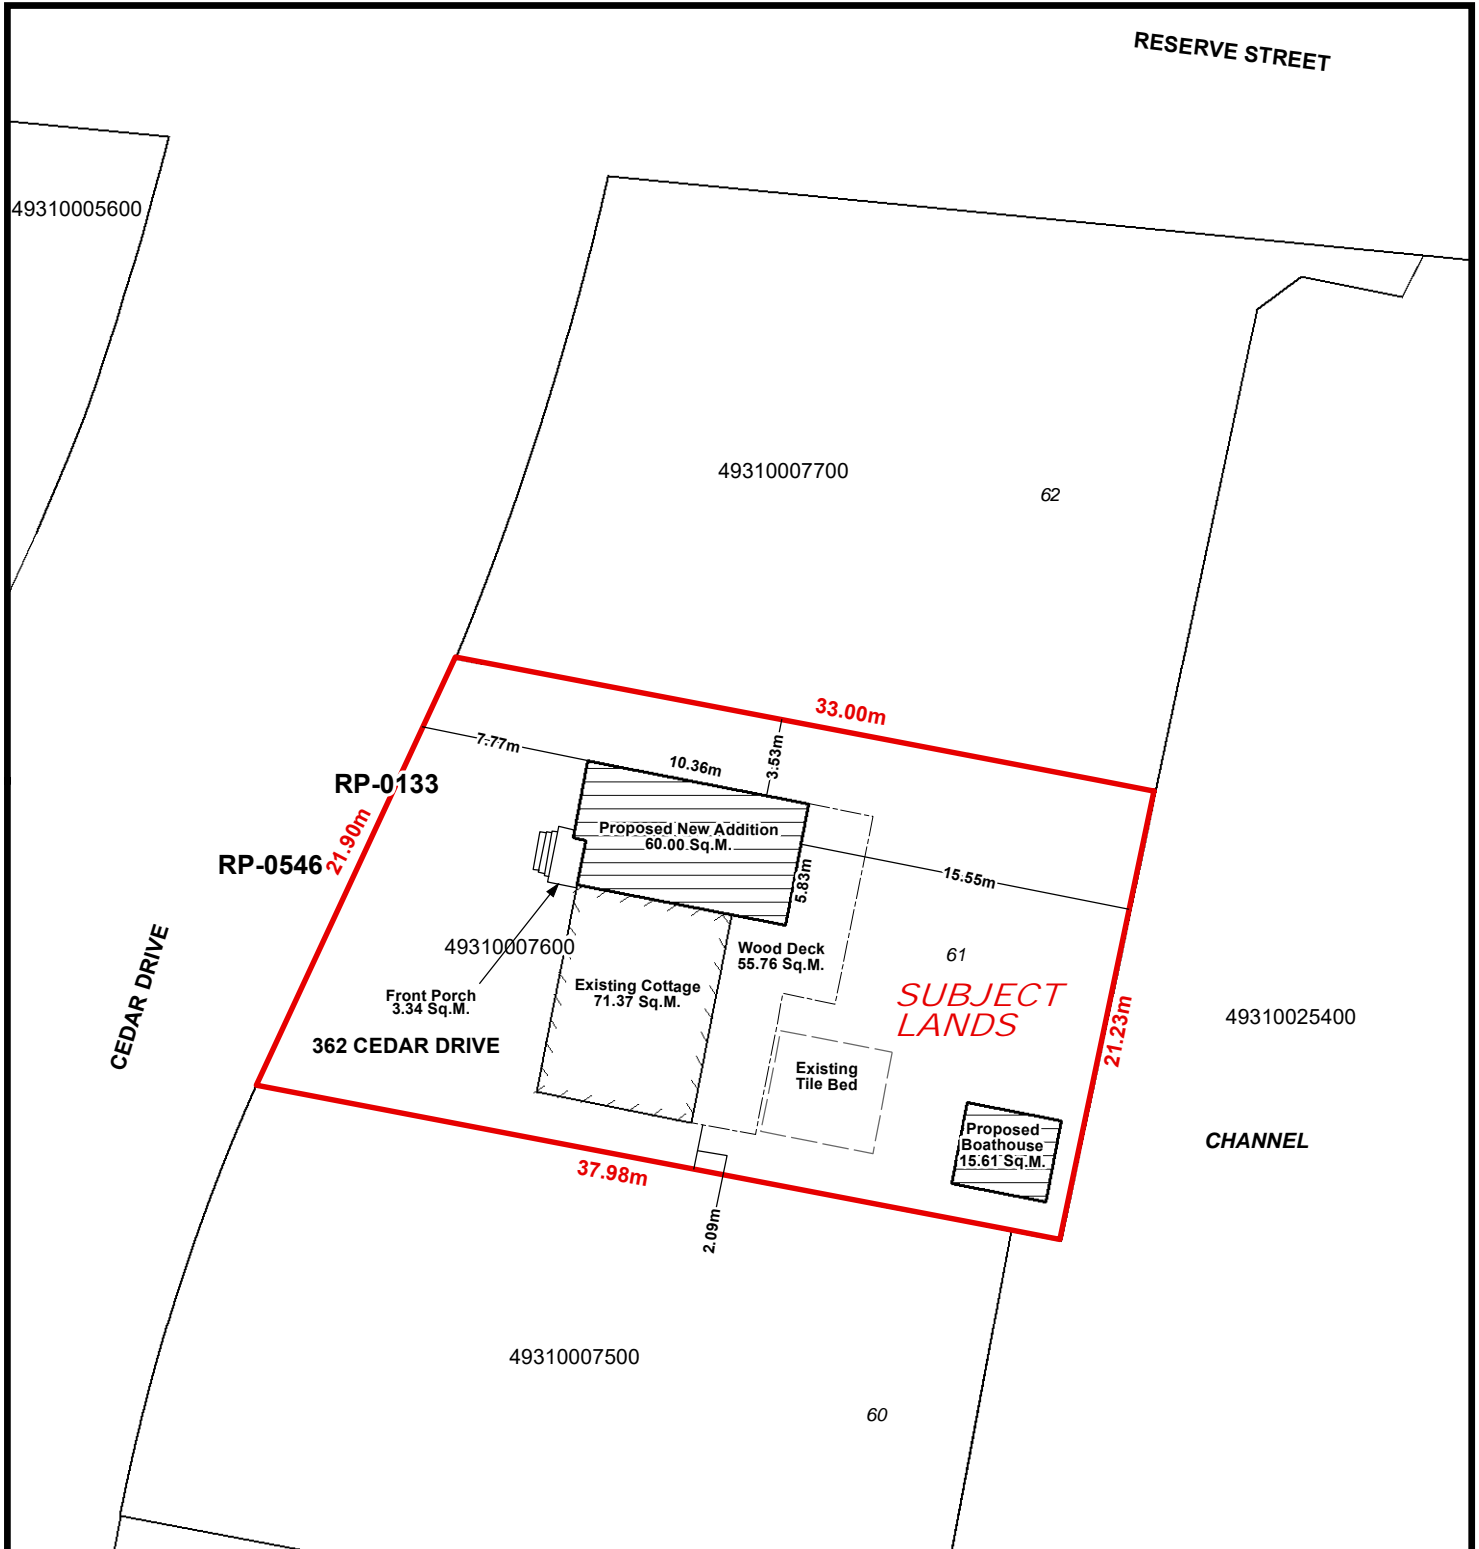 RESERVE STREET
49310005600
49310007700
62
33.00m
7.77m
10.36m
3.53m
RP-0133
21.90m
RP-0546
Proposed New Addition
60.00 Sq.M.
5.83m
15.55m
CEDAR DRIVE
49310007600
Wood Deck
55.76 Sq.M.
61
Front Porch
3.34 Sq.M.
Existing Cottage
71.37 Sq.M.
SUBJECT
LANDS
21.23m
49310025400
362 CEDAR DRIVE
Existing
Tile Bed
Proposed
Boathouse
15.61 Sq.M.
CHANNEL
37.98m
2.09m
49310007500
60